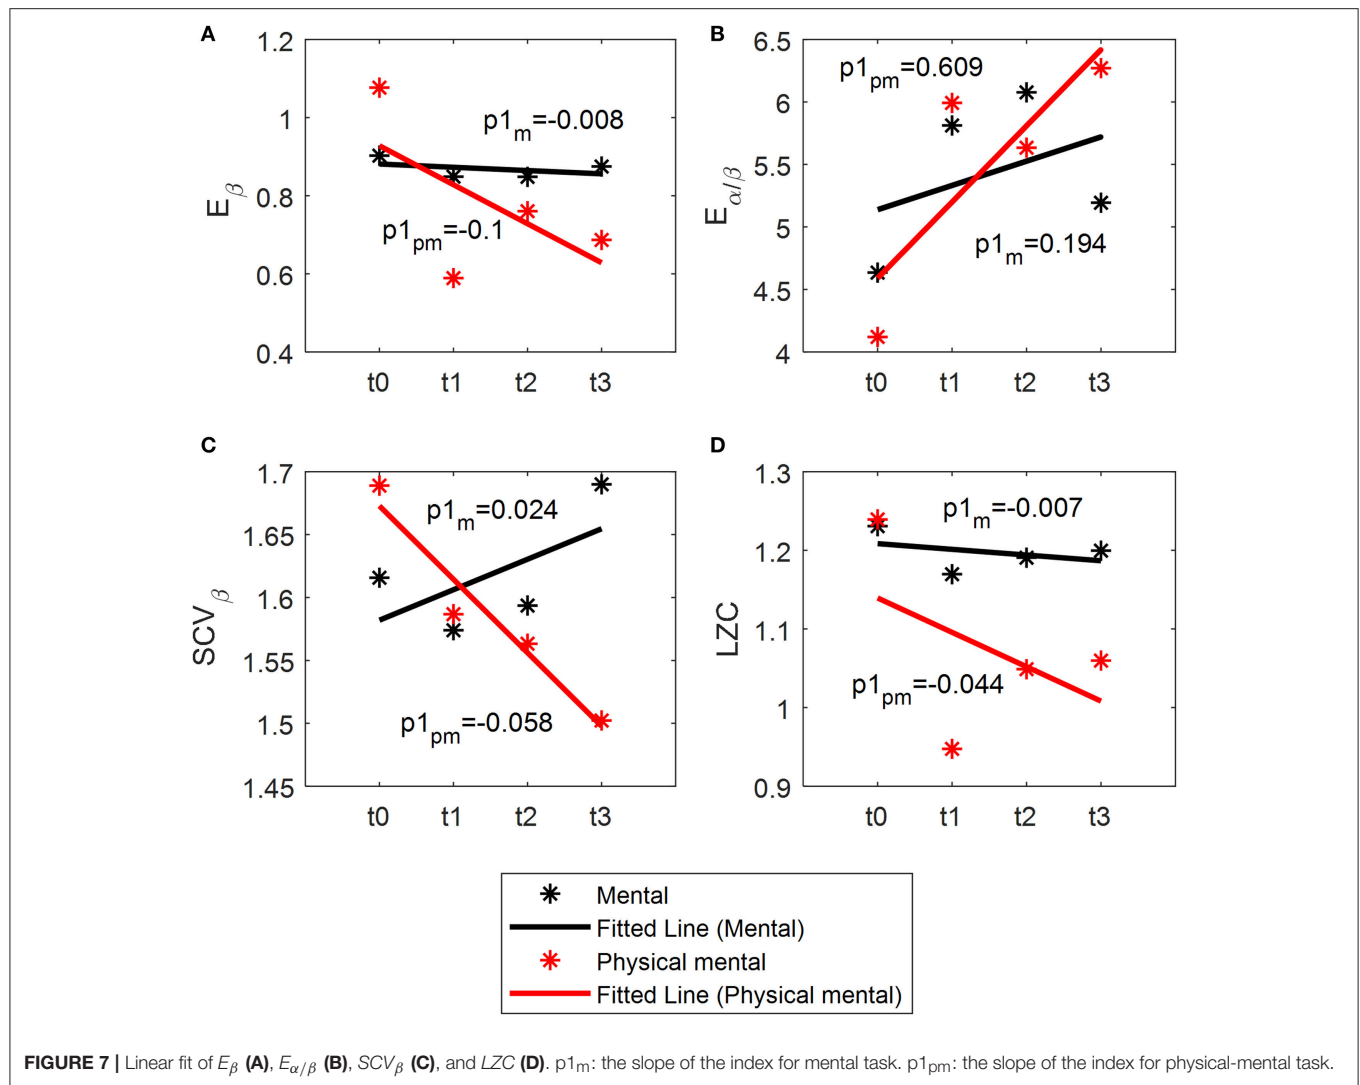 A
1.2
1
0.8
0.6
0.4
E β
p1m=-0.008
p1pm=-0.1
t0 t1 t2 t3
B
6.5
6
5.5
5
4.5
4
E α/β
p1pm=0.609
p1m=0.194
t0 t1 t2 t3
C
1.7
1.65
1.6
1.55
1.5
1.45
SCV β
p1m=0.024
p1pm=-0.058
t0 t1 t2 t3
D
1.3
1.2
1.1
1
0.9
LZC
p1m=-0.007
p1pm=-0.044
t0 t1 t2 t3
Mental
Fitted Line (Mental)
Physical mental
Fitted Line (Physical mental)
FIGURE 7 | Linear fit of Eβ (A), Eα/β (B), SCVβ (C), and LZC (D). p1m: the slope of the index for mental task. p1pm: the slope of the index for physical-mental task.